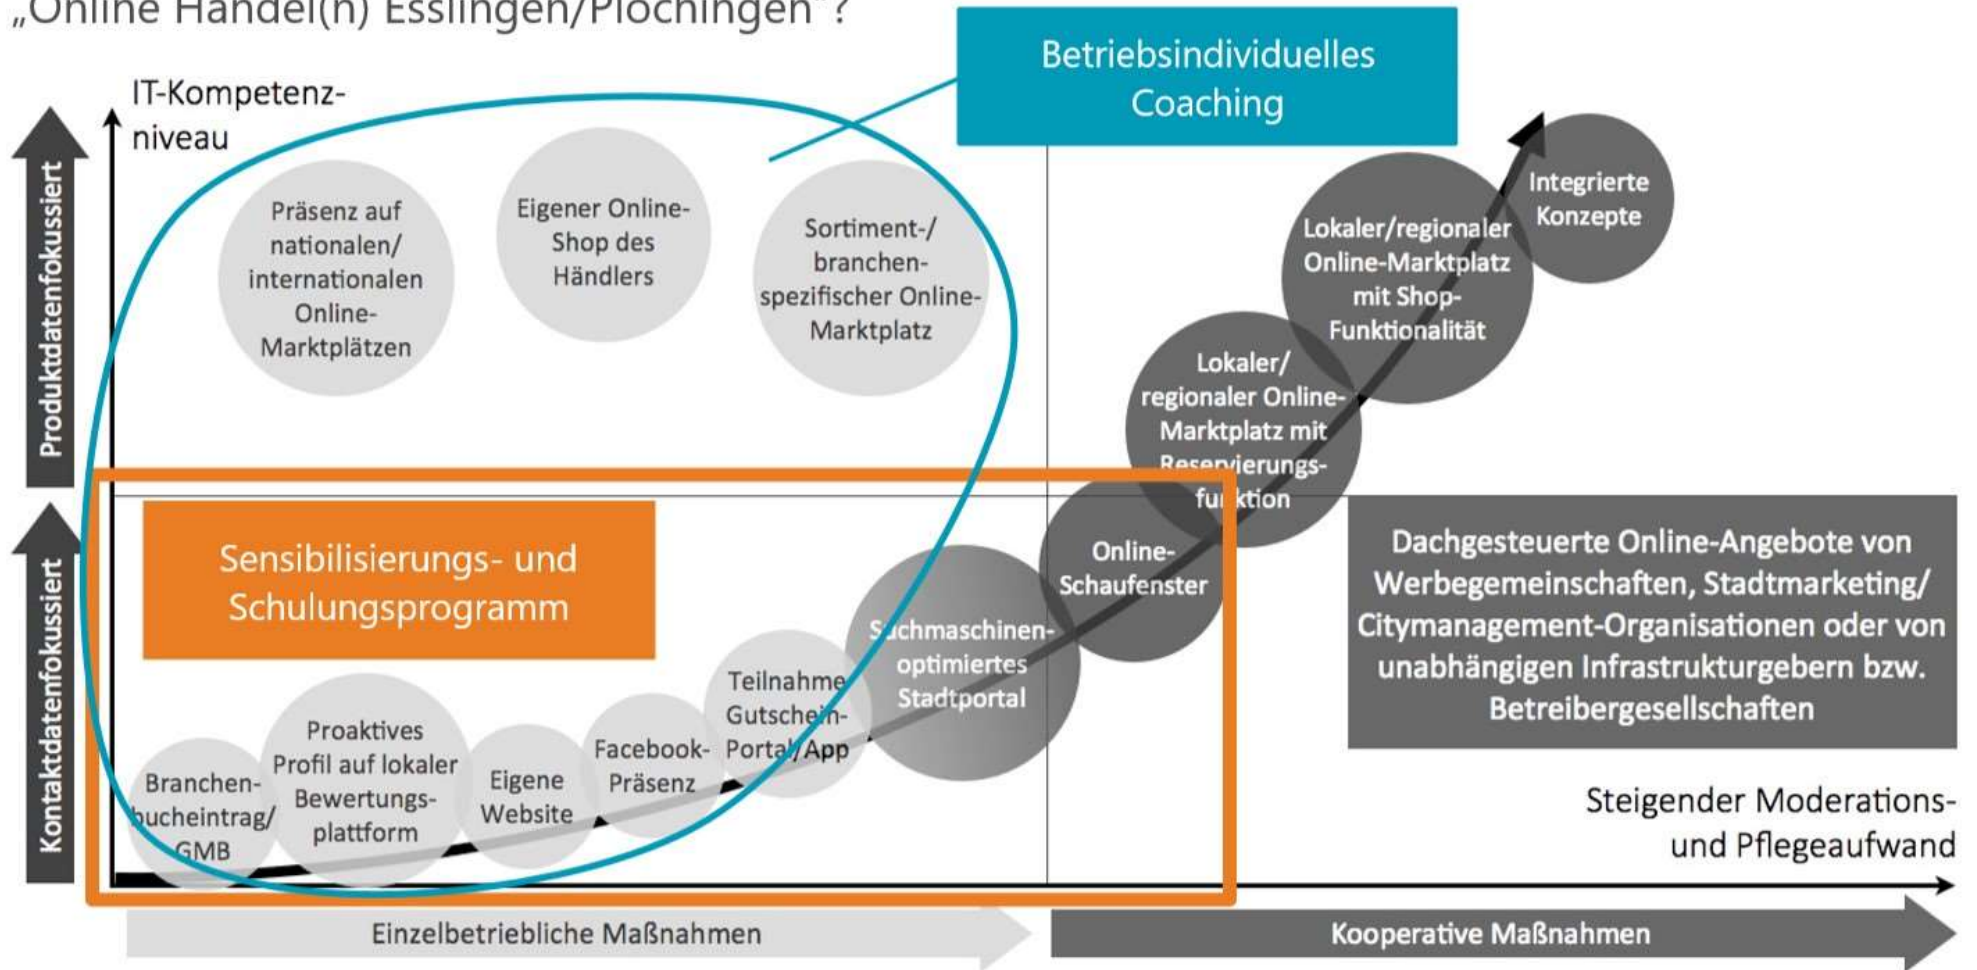 „Online Handel(n) Esslingen/Plochingen“?
Betriebsindividuelles
Coaching
IT-Kompetenz-
niveau
Produktdatenfokussiert
Kontaktdatenfokussiert
Präsenz auf
nationalen/
internationalen
Online-
Marktplätzen
Eigener Online-
Shop des
Händlers
Sortiment-/
branchen-
spezifischer Online-
Marktplatz
Integrierte
Konzepte
Lokaler/regionaler
Online-Marktplatz
mit Shop-
Funktionalität
Lokaler/
regionaler Online-
Marktplatz mit
Reservierungs-
funktion
Sensibilisierungs- und
Schulungsprogramm
Online-
Schaufenster
Suchmaschinen-
optimiertes
Stadtportal
Teilnahme
Gutschein-
Portal/App
Facebook-
Präsenz
Eigene
Website
Proaktives
Profil auf lokaler
Bewertungs-
plattform
Branchen-
bucheintrag/
GMB
Dachgesteuerte Online-Angebote von
Werbegemeinschaften, Stadtmarketing/
Citymanagement-Organisationen oder von
unabhängigen Infrastrukturgebern bzw.
Betreibergesellschaften
Steigender Moderations-
und Pflegeaufwand
Einzelbetriebliche Maßnahmen
Kooperative Maßnahmen